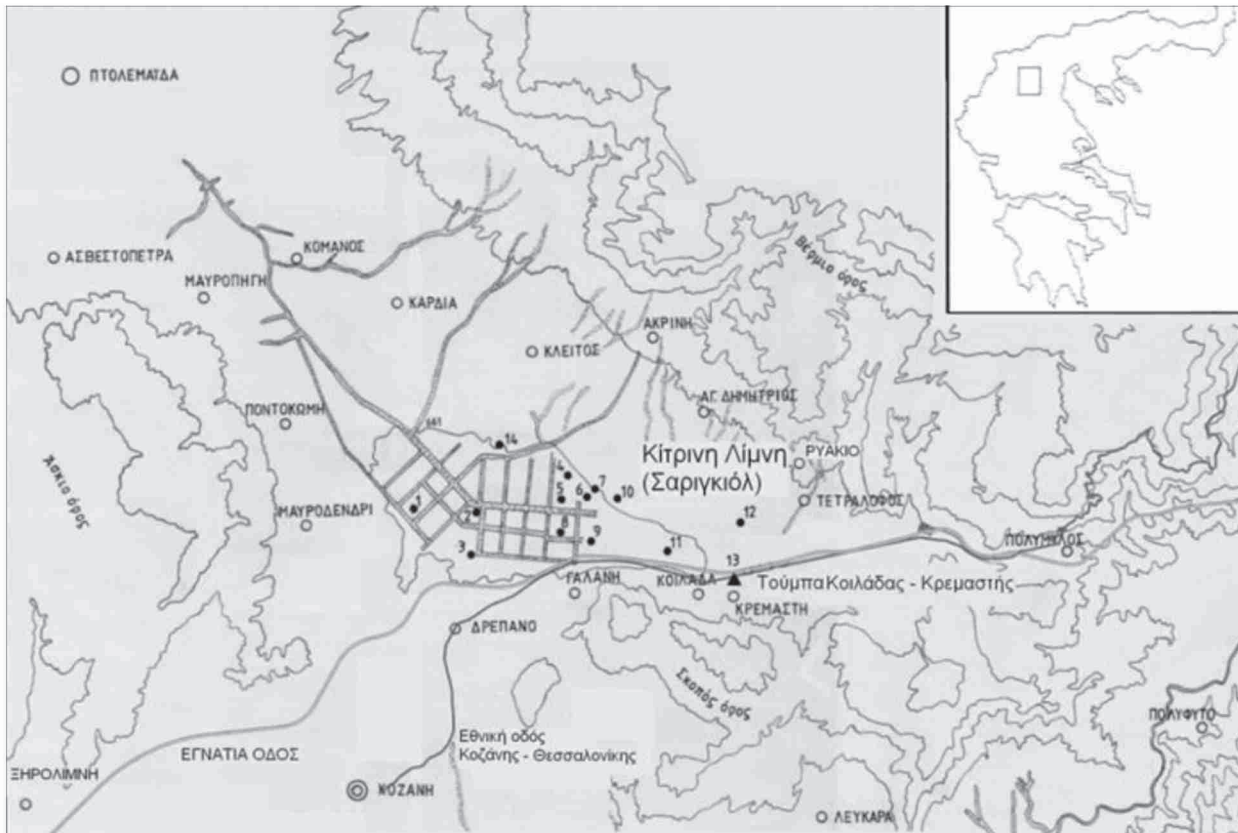 ΠΤΟΛΕΜΑΪΔΑ
ΑΣΒΕΣΤΟΠΕΤΡΑ
ΚΟΜΑΝΟΣ
ΜΑΥΡΟΠΗΓΗ
ΚΑΡΔΙΑ
Βέρμιο όρος
ΑΚΡΙΝΗ
ΚΛΕΙΤΟΣ
ΑΓ. ΔΗΜΗΤΡΙΟΣ
ΠΟΝΤΟΚΩΜΗ
661
14
Κίτρινη Λίμνη
(Σαριγκιόλ)
ΡΥΑΚΙΟ
Άσκιο όρος
4
7
5
6
10
ΤΕΤΡΑΛΟΦΟΣ
1
2
ΜΑΥΡΟΔΕΝΔΡΙ
8
12
9
3
11
ΠΟΛΥΜΥΛΟΣ
13
ΓΑΛΑΝΗ
ΚΟΙΛΑΔΑ
Τούμπα Κοιλάδας - Κρεμαστής
ΚΡΕΜΑΣΤΗ
ΔΡΕΠΑΝΟ
Σκοπός όρος
ΠΟΛΥΦΥΤΟ
ΕΓΝΑΤΙΑ ΟΔΟΣ
Εθνική οδός
Κοζάνης - Θεσσαλονίκης
ΞΗΡΟΛΙΜΝΗ
ΚΟΖΑΝΗ
ΛΕΥΚΑΡΑ